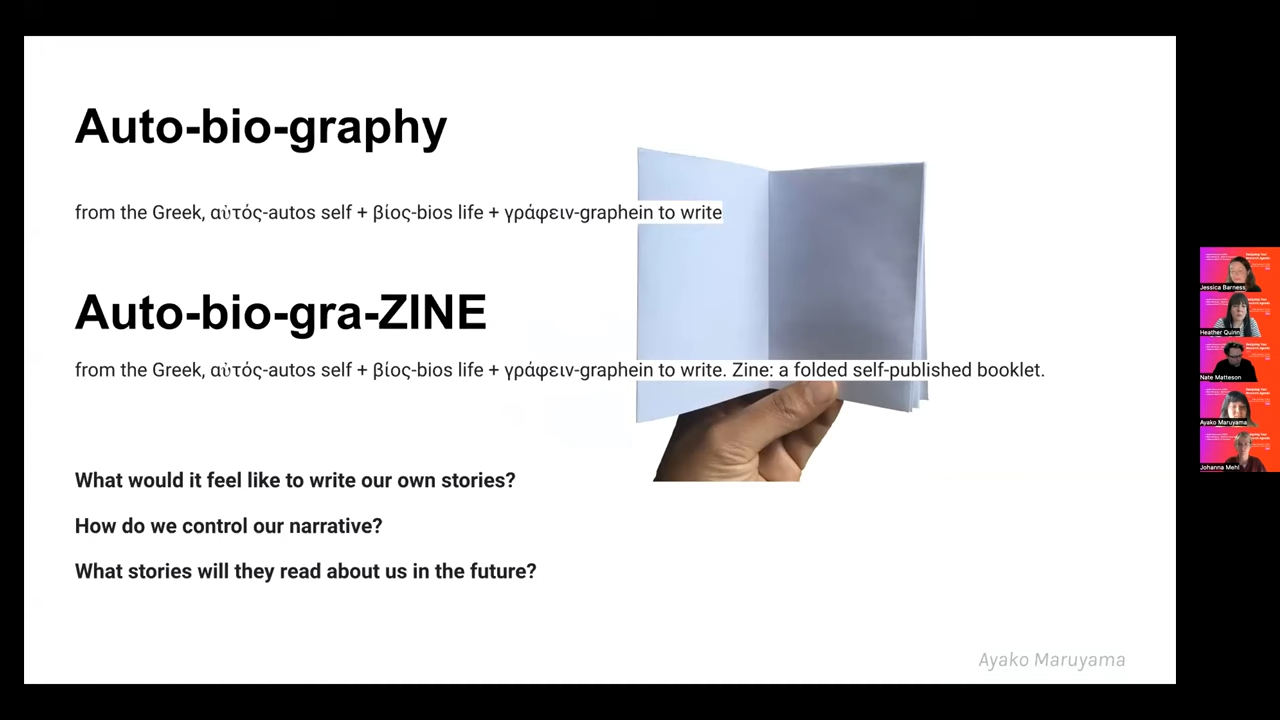 Auto-bio-graphy
from the Greek, αὐτός-autos self + βίος-bios life + γράφειν-graphein to write
Auto-bio-gra-ZINE
from the Greek, αὐτός-autos self + βίος-bios life + γράφειν-graphein to write. Zine: a folded self-published booklet.
What would it feel like to write our own stories?
How do we control our narrative?
What stories will they read about us in the future?
Ayako Maruyama
Jessica Barness
Heather Quinn
Nate Matteson
Ayako Maruyama
Johanna Mehl